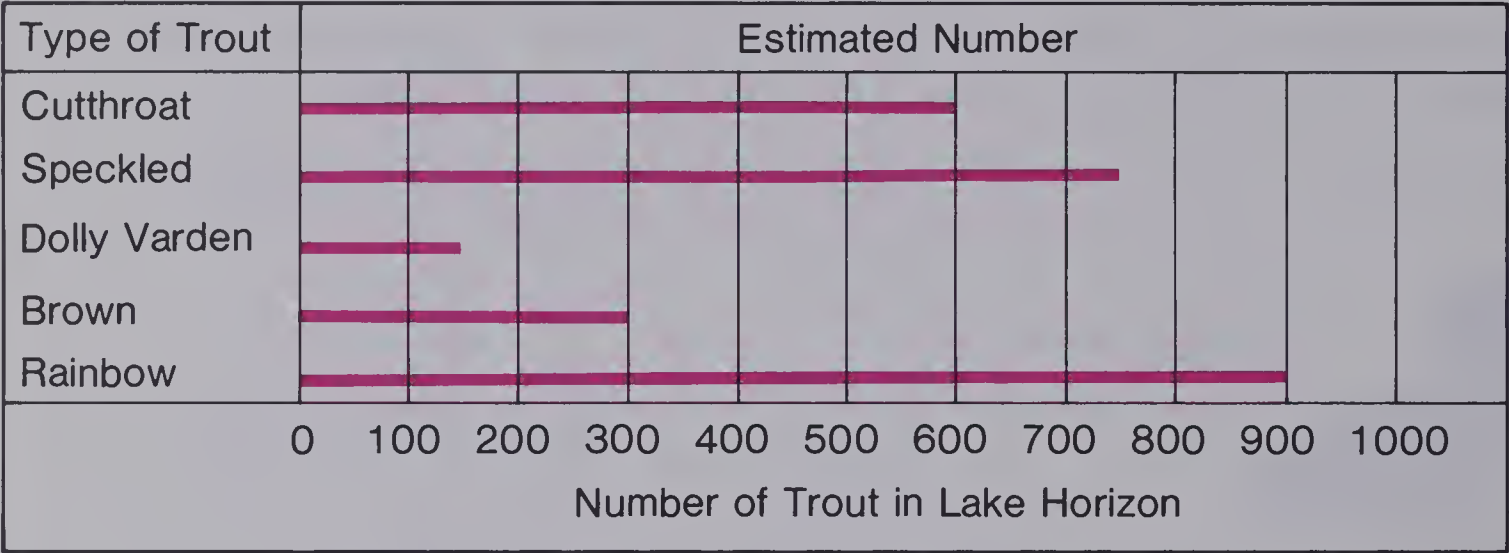 Type of Trout Estimated Number
Cutthroat
Speckled
Dolly Varden
Brown
Rainbow
0 100 200 300 400 500 600 700 800 900 1000
Number of Trout in Lake Horizon